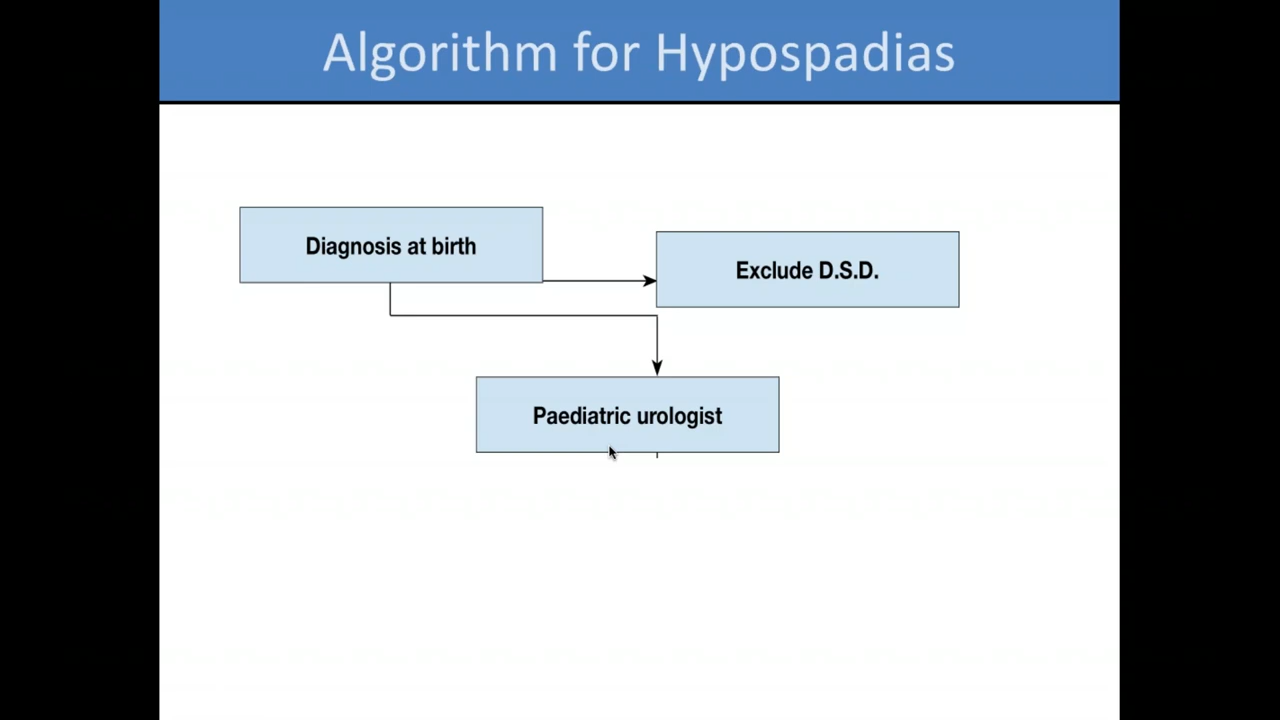 Algorithm for Hypospadias
Diagnosis at birth
Exclude D.S.D.
Paediatric urologist